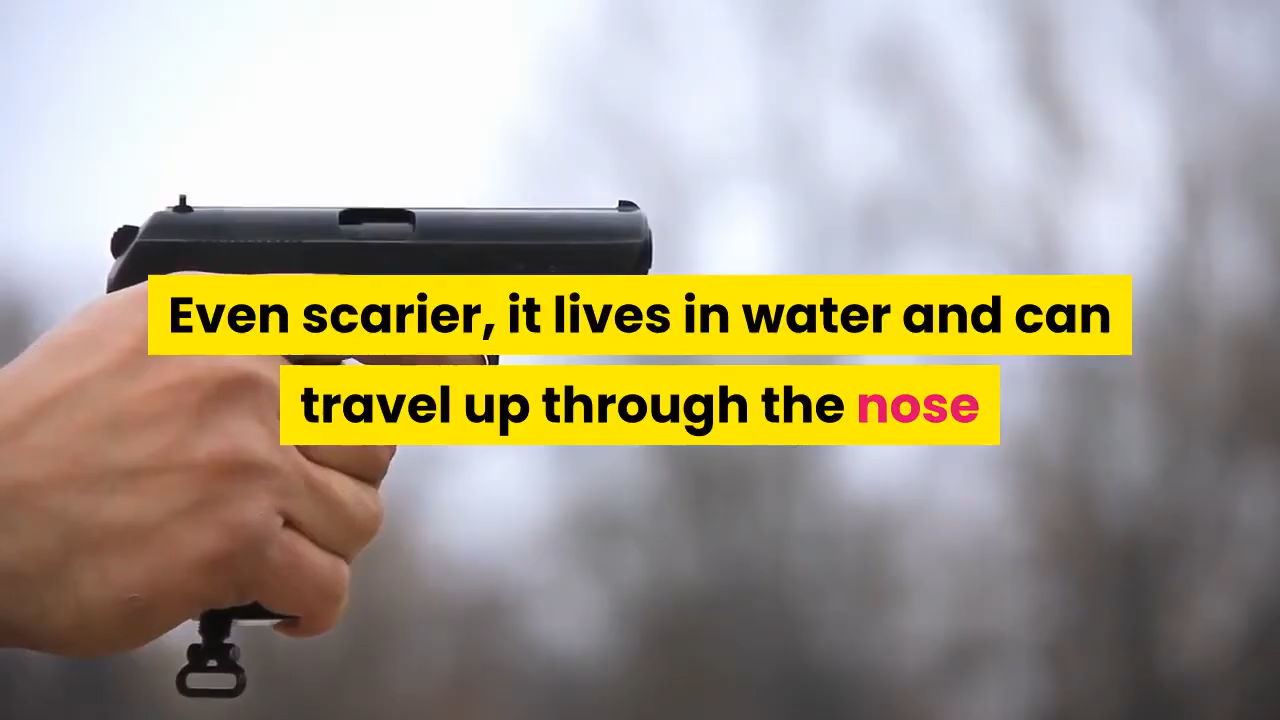 Even scarier, it lives in water and can
travel up through the nose